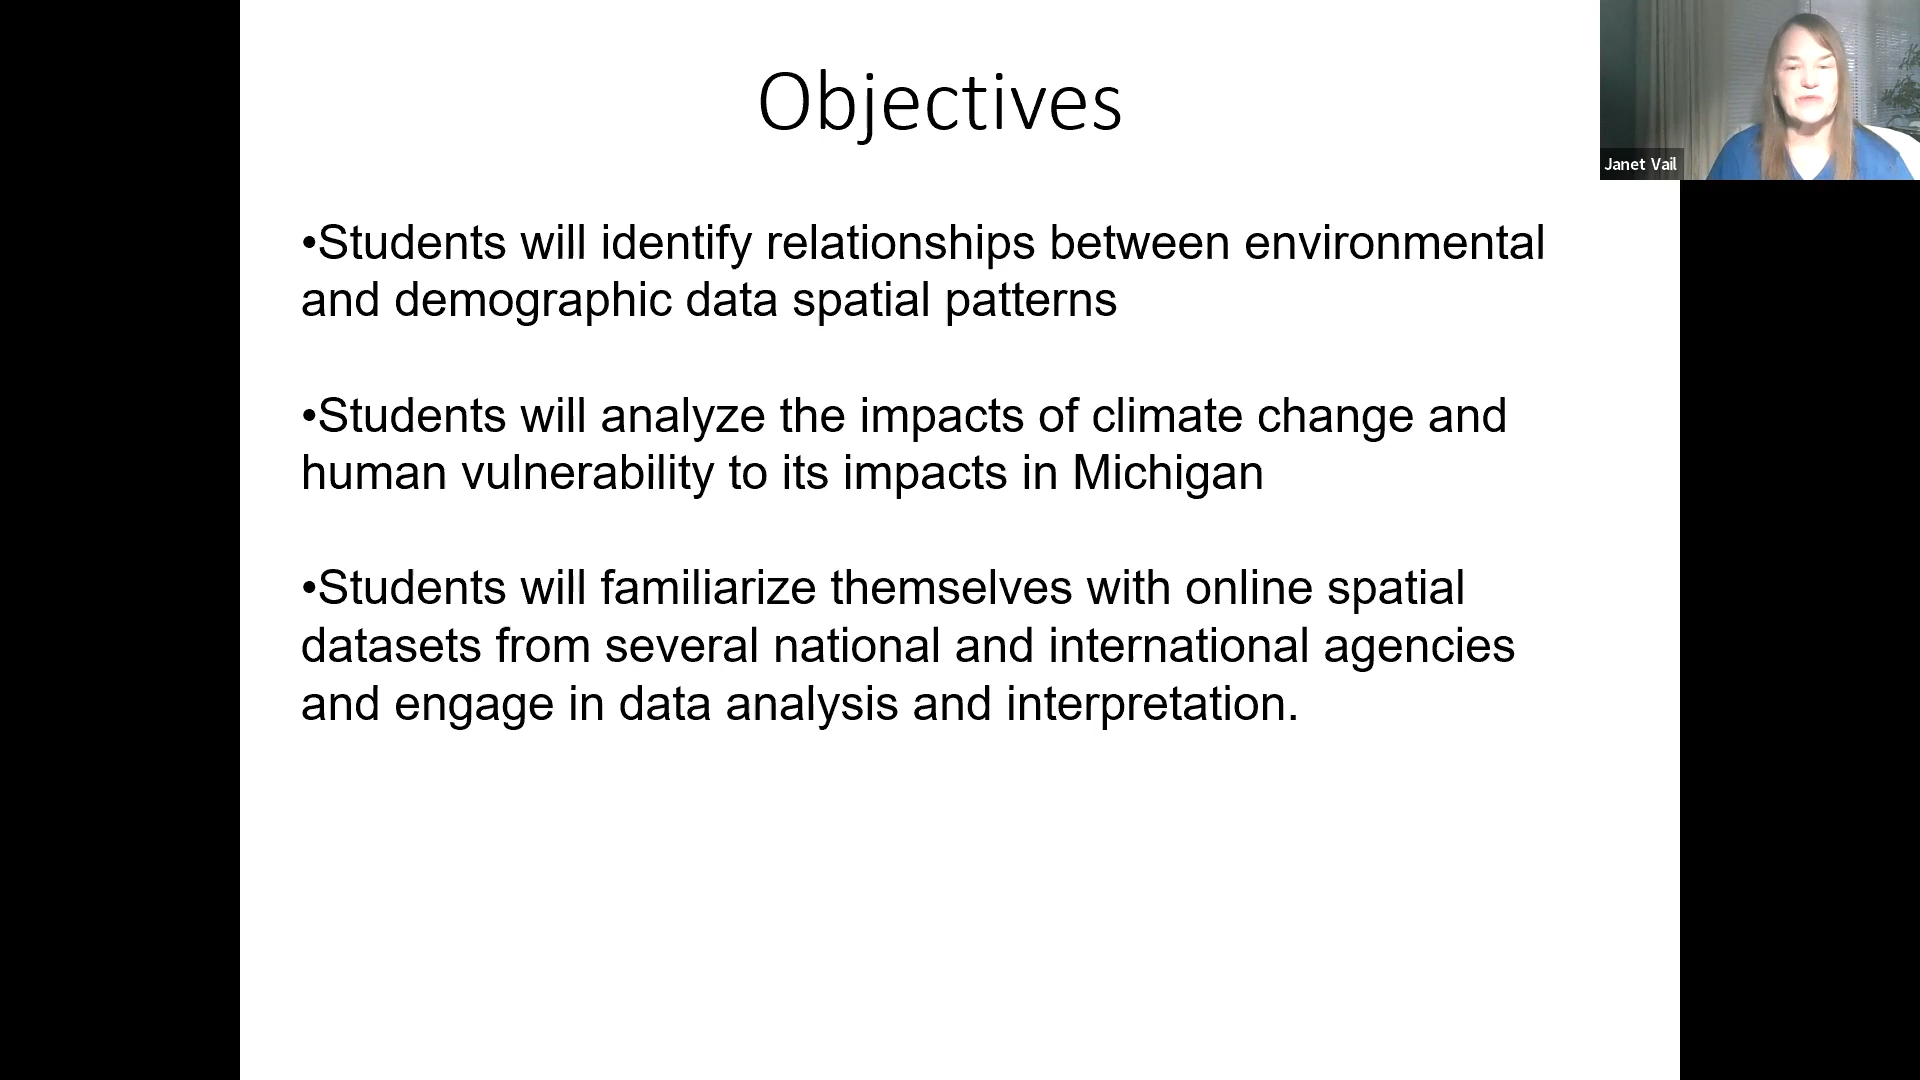 Objectives
Janet Vail
•Students will identify relationships between environmental
and demographic data spatial patterns
•Students will analyze the impacts of climate change and
human vulnerability to its impacts in Michigan
•Students will familiarize themselves with online spatial
datasets from several national and international agencies
and engage in data analysis and interpretation.